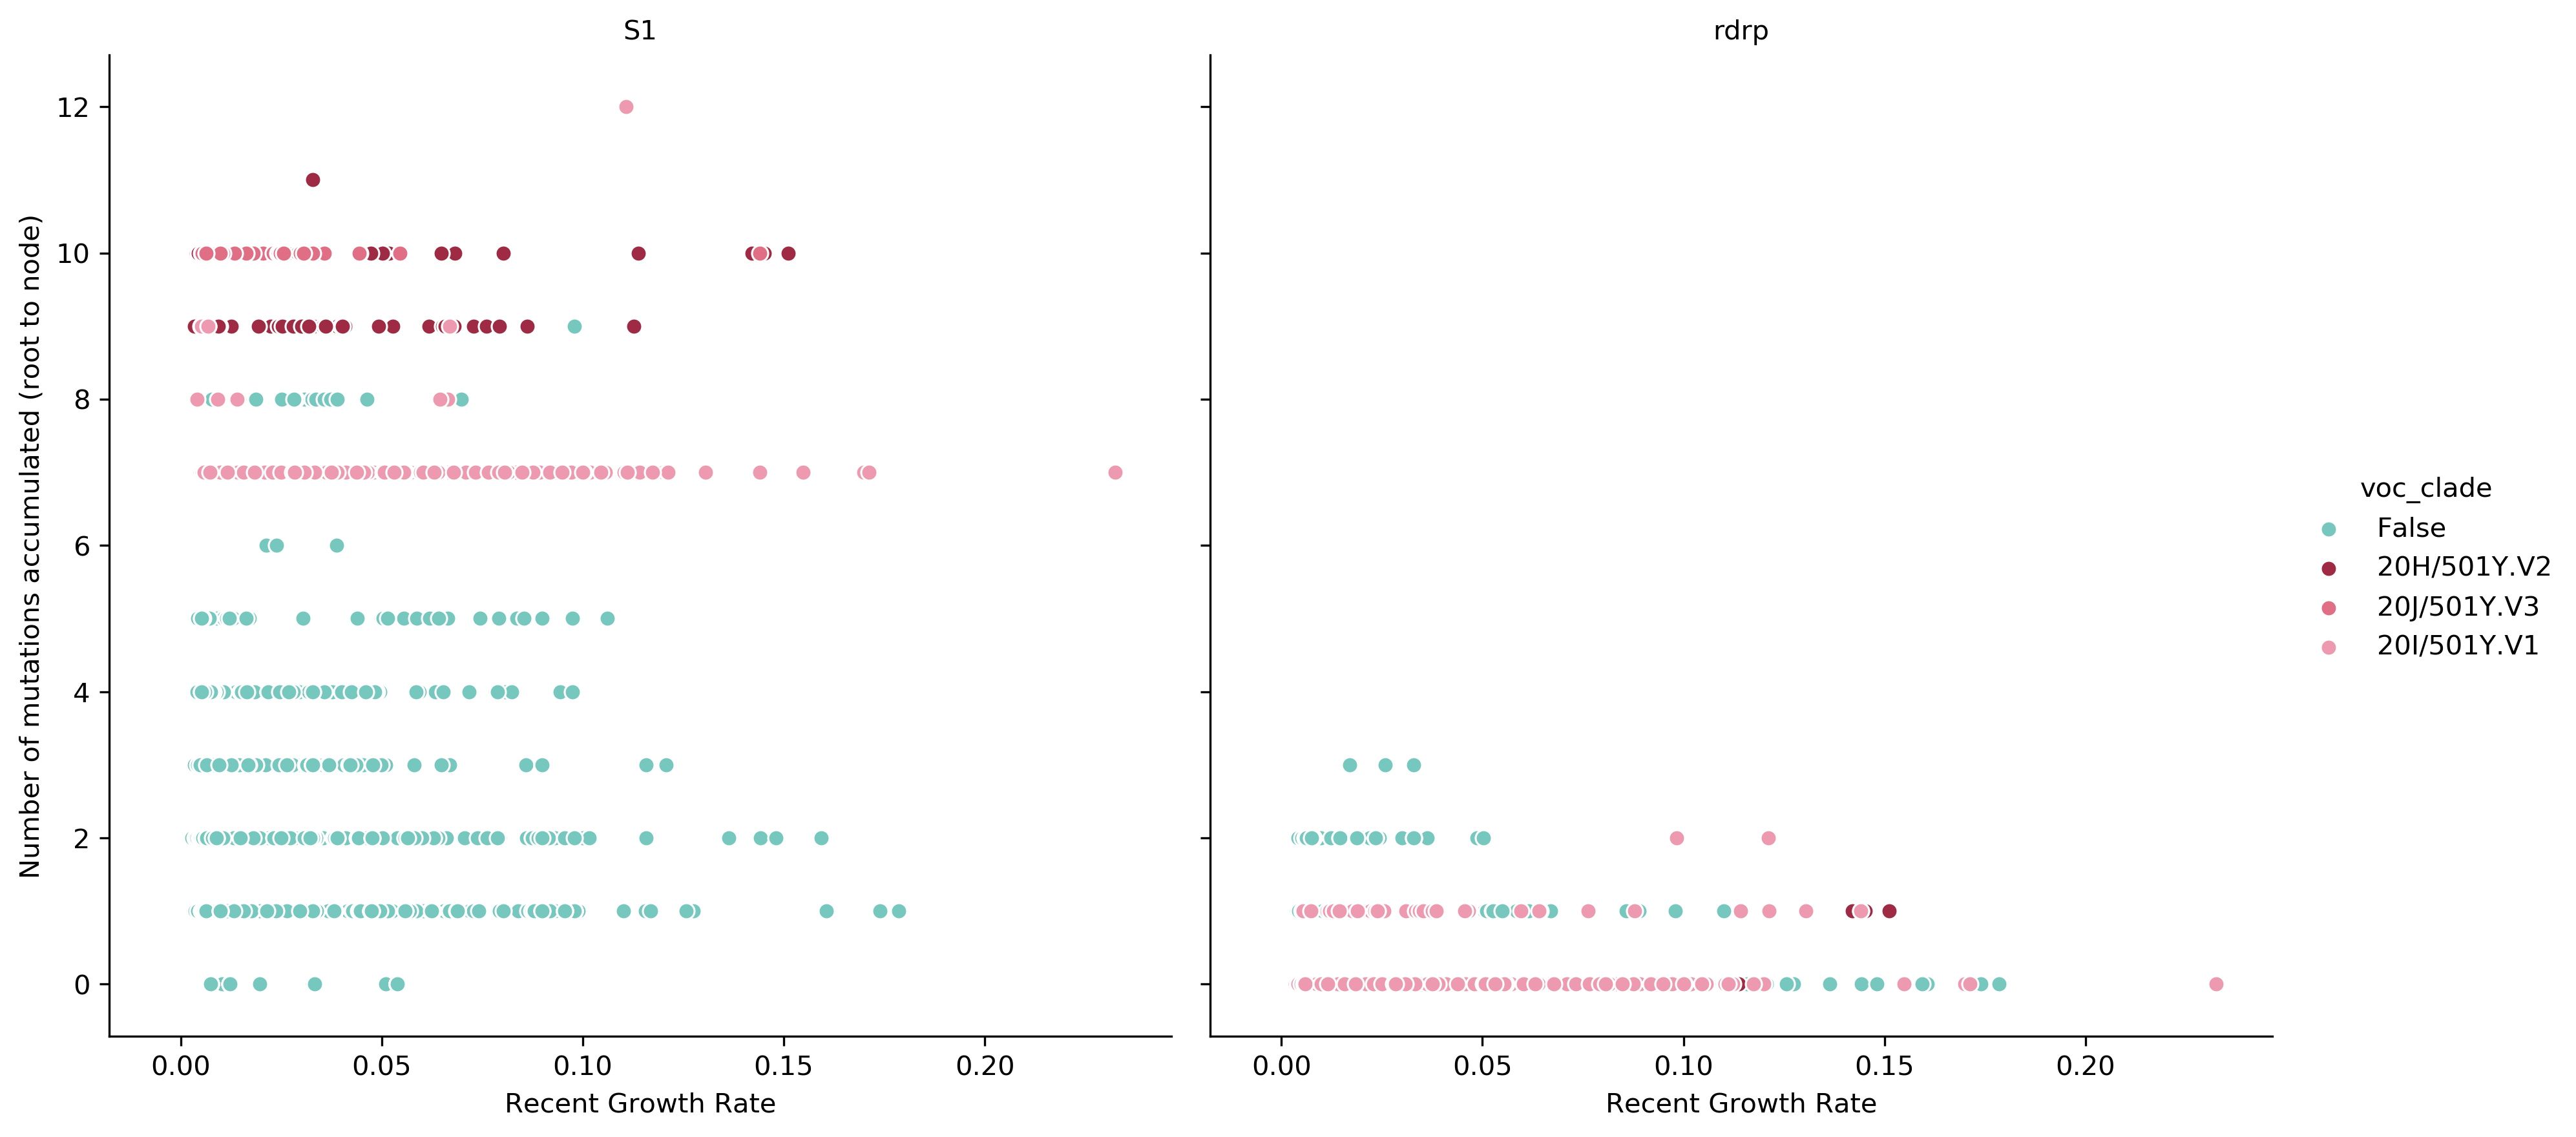 S1
rdrp
Number of mutations accumulated (root to node)
12
10
8
6
4
2
0
0.00 0.05 0.10 0.15 0.20
0.00 0.05 0.10 0.15 0.20
Recent Growth Rate
Recent Growth Rate
voc_clade
False
20H/501Y.V2
20J/501Y.V3
20I/501Y.V1